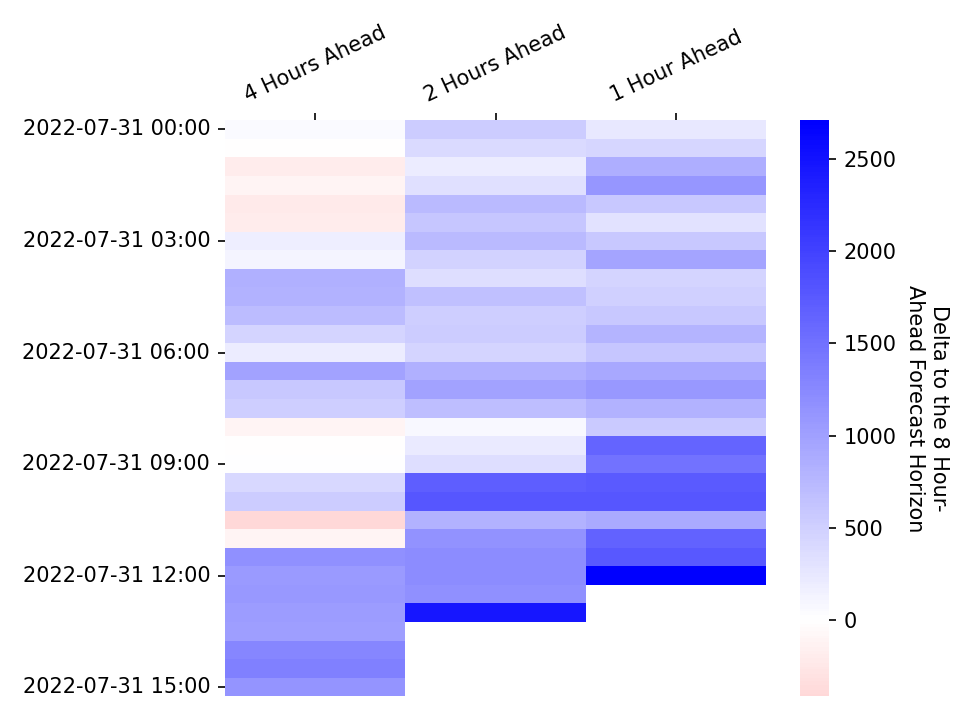 4 Hours Ahead
2 Hours Ahead
1 Hour Ahead
2022-07-31 00:00
2022-07-31 03:00
2022-07-31 06:00
2022-07-31 09:00
2022-07-31 12:00
2022-07-31 15:00
2500
2000
1500
1000
500
0
Delta to the 8 Hour-
Ahead Forecast Horizon